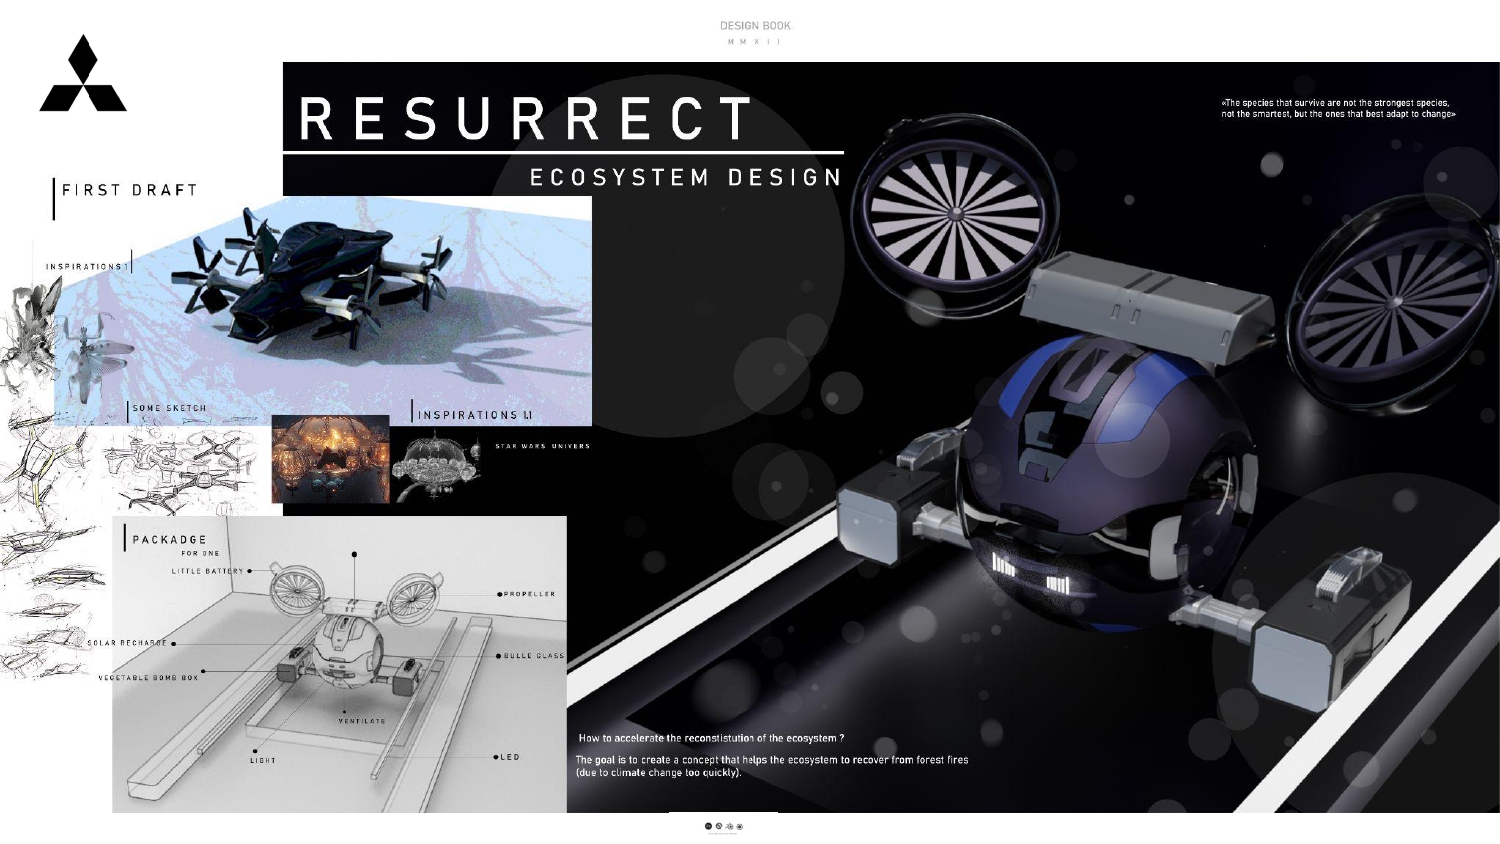 DESIGN BOOK
M M X I I
RESURRECT
ECOSYSTEM DESIGN
«The species that survive are not the strongest species,
not the smartest, but the ones that best adapt to change»
FIRST DRAFT
INSPIRATIONS 1
SOME SKETCH
INSPIRATIONS 1.1
STAR WARS UNIVERS
PACKADGE
FOR ONE
LITTLE BATTERY
PROPELLER
SOLAR RECHARGE
BULLE GLASS
VEGETABLE BOMB BOX
VENTILATE
LIGHT
LED
How to accelerate the reconstistution of the ecosystem ?
The goal is to create a concept that helps the ecosystem to recover from forest fires
(due to climate change too quickly).